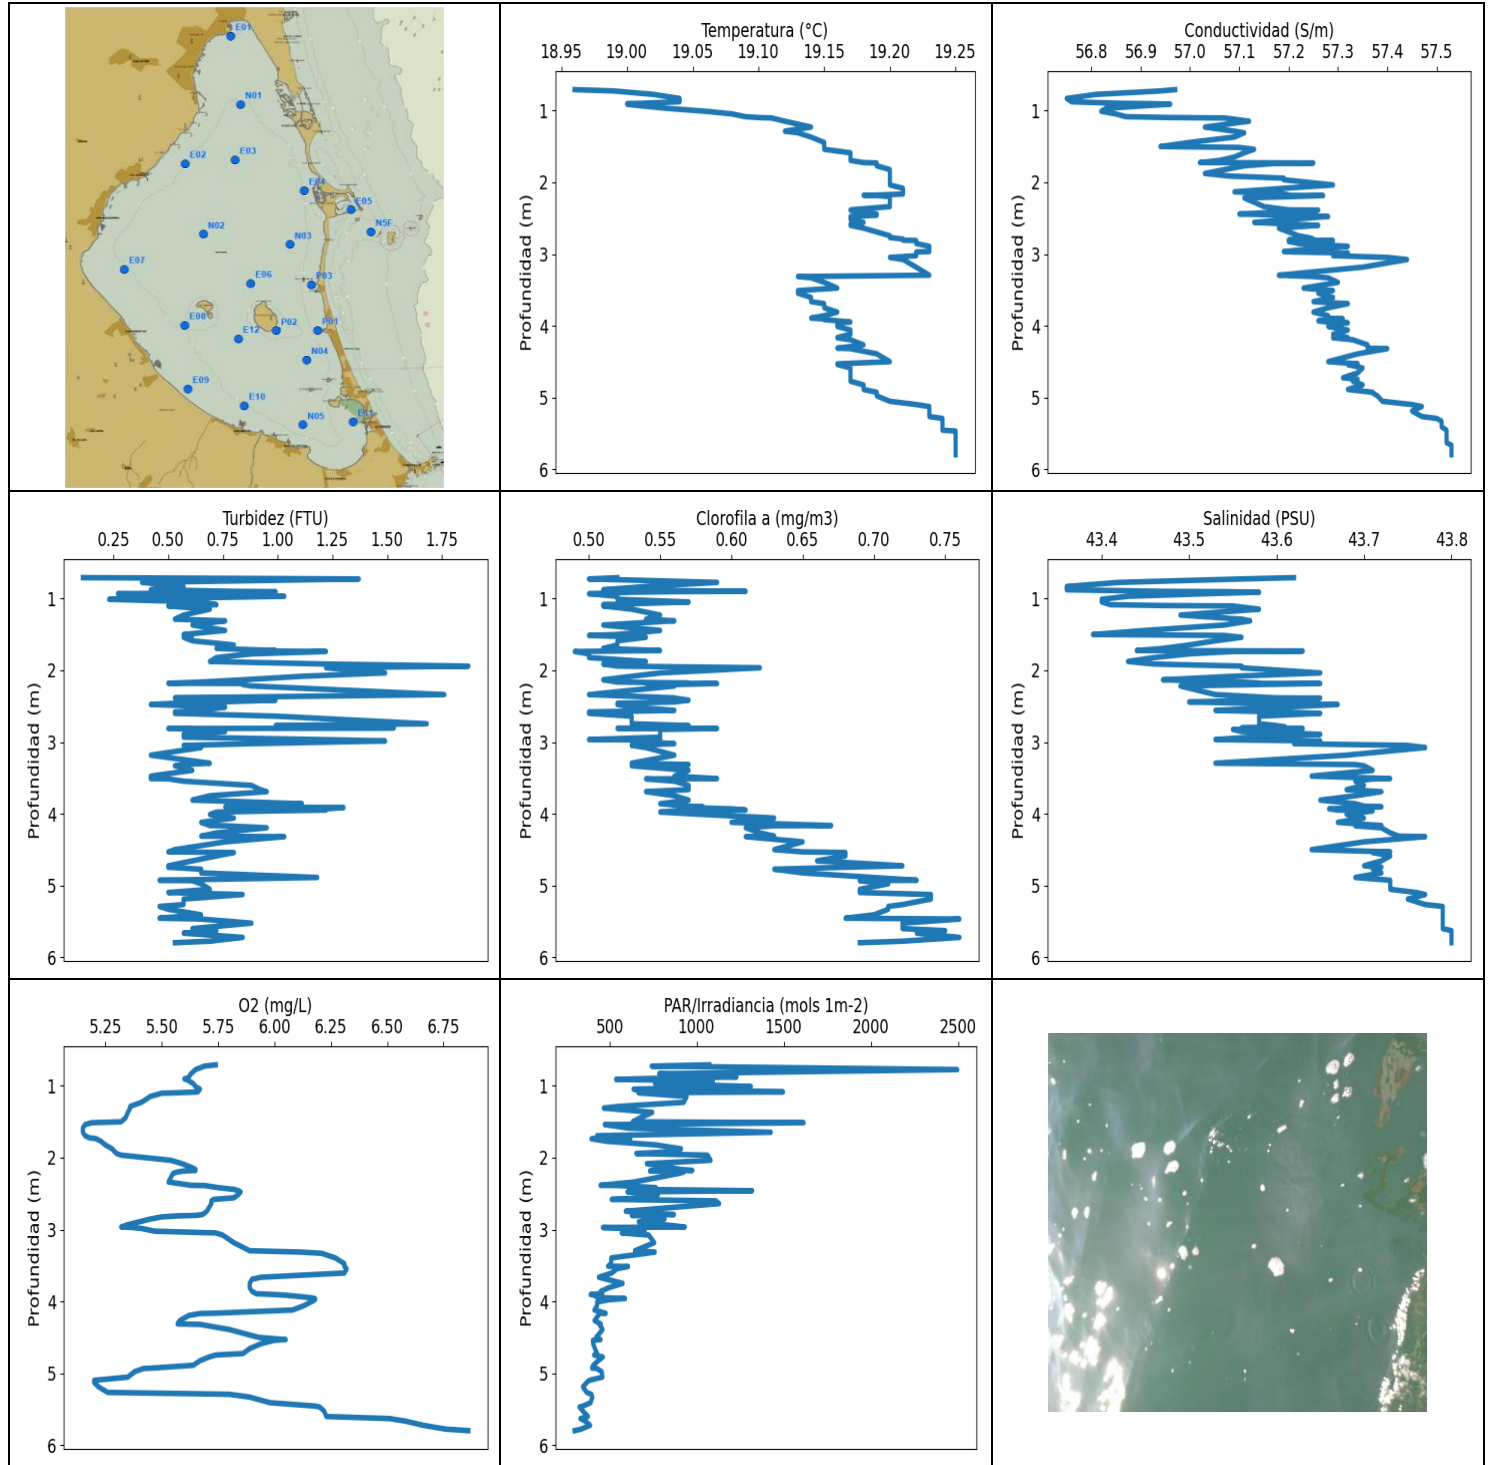 E01
N01
E02
E03
E04
E05
N5F
N02
N03
E07
E06
P03
E08
E12
P02
P01
N04
E09
E10
N05
E11
Temperatura (°C)
18.95 19.00 19.05 19.10 19.15 19.20 19.25
Profundidad (m)
1
2
3
4
5
6
Conductividad (S/m)
56.8 56.9 57.0 57.1 57.2 57.3 57.4 57.5
Profundidad (m)
1
2
3
4
5
6
Turbidez (FTU)
0.25 0.50 0.75 1.00 1.25 1.50 1.75
Profundidad (m)
1
2
3
4
5
6
Clorofila a (mg/m3)
0.50 0.55 0.60 0.65 0.70 0.75
Profundidad (m)
1
2
3
4
5
6
Salinidad (PSU)
43.4 43.5 43.6 43.7 43.8
Profundidad (m)
1
2
3
4
5
6
O2 (mg/L)
5.25 5.50 5.75 6.00 6.25 6.50 6.75
Profundidad (m)
1
2
3
4
5
6
PAR/Irradiancia (mols 1m-2)
500 1000 1500 2000 2500
Profundidad (m)
1
2
3
4
5
6